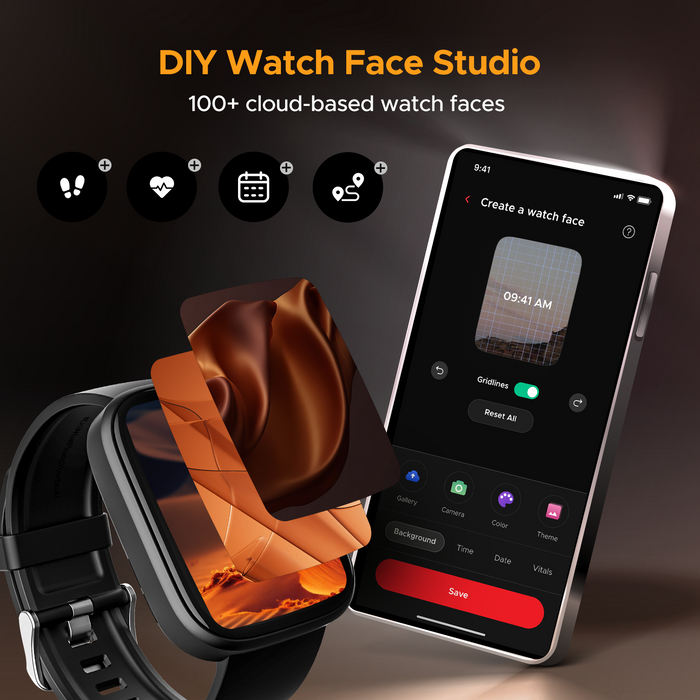 DIY Watch Face Studio
100+ cloud-based watch faces
9:41
Create a watch face
?
09:41 AM
Gridlines
Reset All
Gallery
Camera
Color
Theme
Background
Time
Date
Vitals
Save